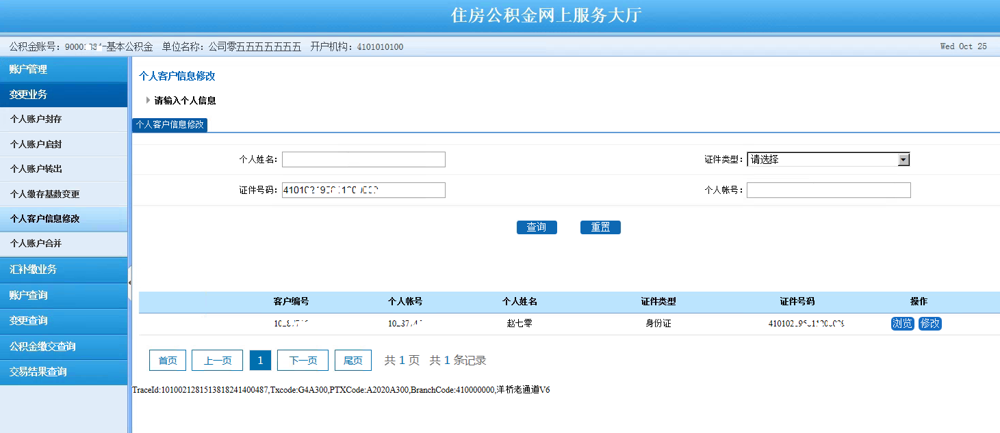 住房公积金网上服务大厅
公积金账号: -基本公积金 单位名称: 公司零五五五五五五五 开户机构: 4101010100 Wed Oct 25
账户管理
变更业务
个人账户封存
个人账户启封
个人账户转出
个人缴存基数变更
个人客户信息修改
个人账户合并
汇补缴业务
账户查询
变更查询
公积金缴交查询
交易结果查询
个人客户信息修改
请输入个人信息
个人客户信息修改
个人姓名: 证件类型: 请选择
证件号码: 个人帐号:
查询 重置
客户编号 个人帐号 个人姓名 证件类型 证件号码 操作
赵七零 身份证 浏览 修改
首页 上一页 1 下一页 尾页 共 1 页 共 1 条记录
TraceId:1010021281513818241400487,Txcode:G4A300,PTXCode:A2020A300,BranchCode:410000000,洋桥老通道V6